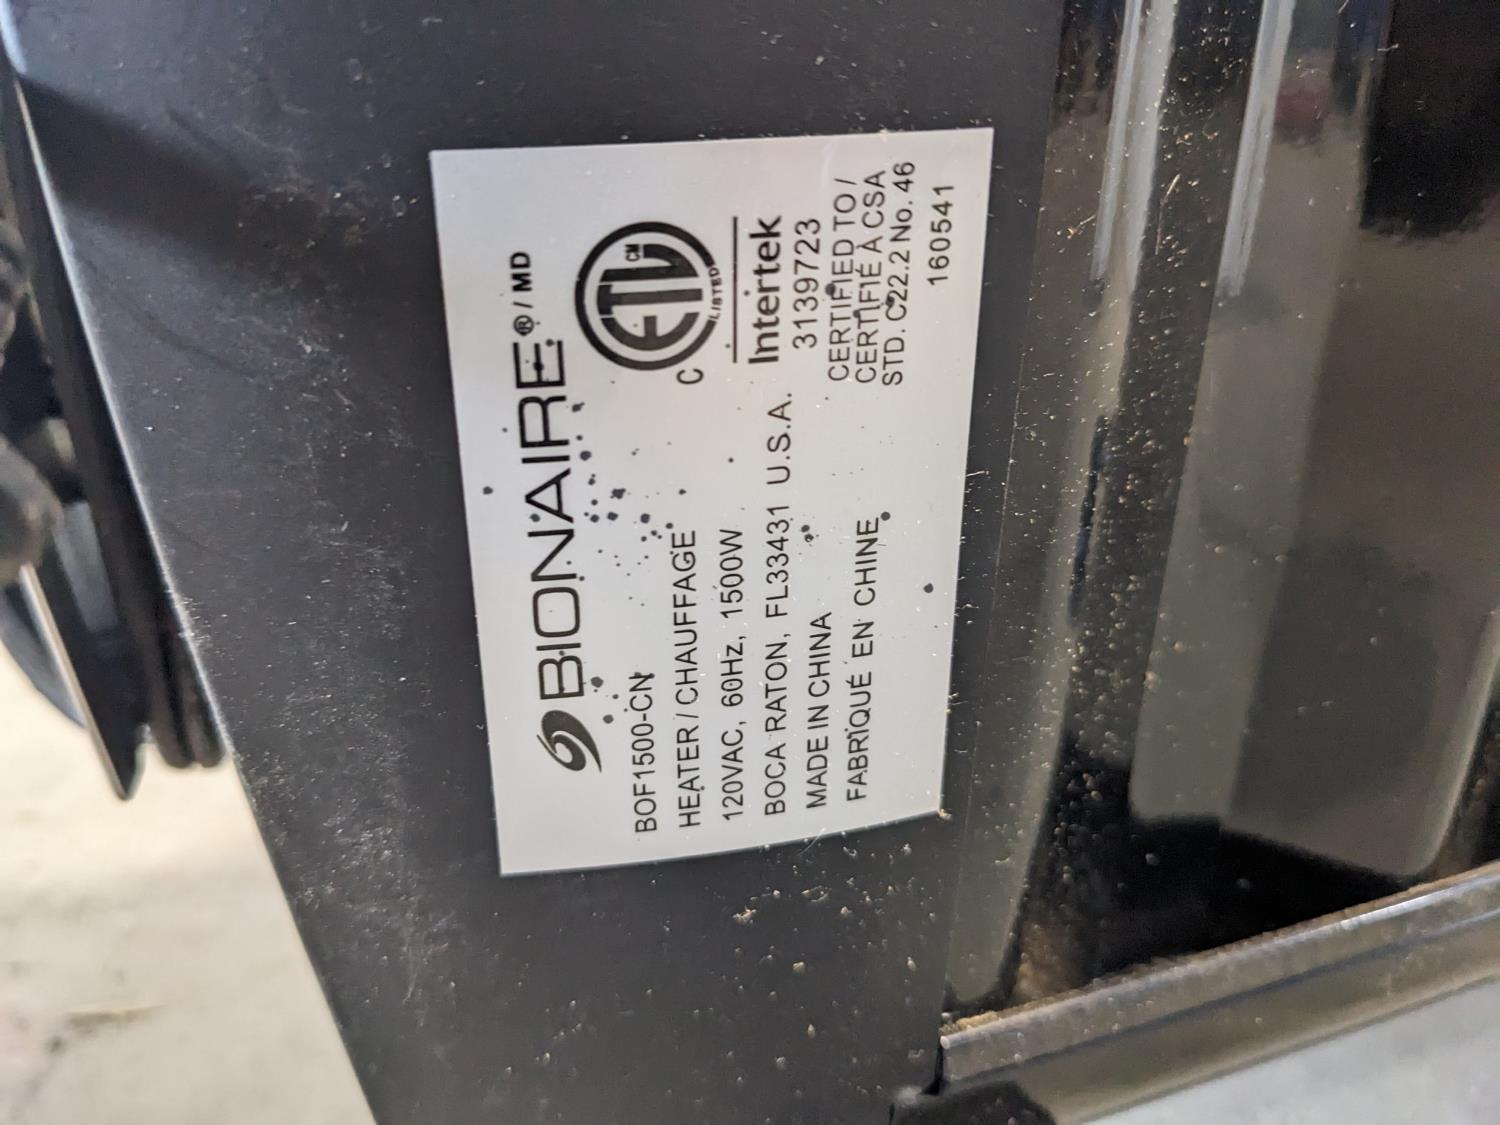 BIONAIRE®/MD
BOF1500-CN
HEATER / CHAUFFAGE
120VAC, 60Hz, 1500W
BOCA RATON, FL33431 U.S.A.
MADE IN CHINA
FABRIQUÉ EN CHINE
C ETL CM
LISTED
Intertek
3139723
CERTIFIED TO /
CERTIFIÉ À CSA
STD. C22.2 No. 46
160541